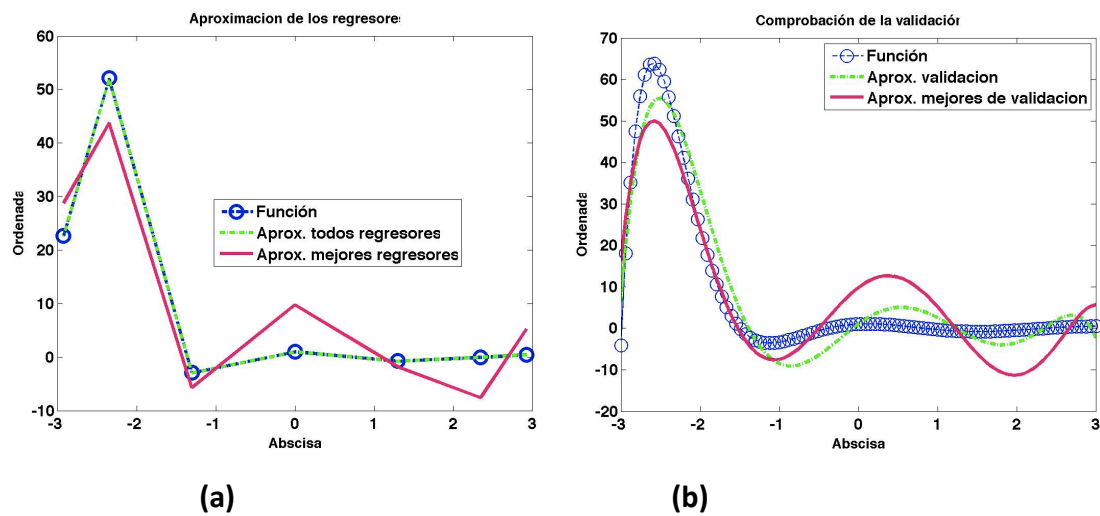 Aproximacion de los regresore
60
50
40
30
20
10
0
-10
-3
-2
-1
0
1
2
3
Ordenada
Abscisa
Función
Aprox. todos regresores
Aprox. mejores regresores
(a)
Comprobación de la validación
70
60
50
40
30
20
10
0
-10
-20
-3
-2
-1
0
1
2
3
Ordenada
Abscisa
Función
Aprox. validacion
Aprox. mejores de validacion
(b)